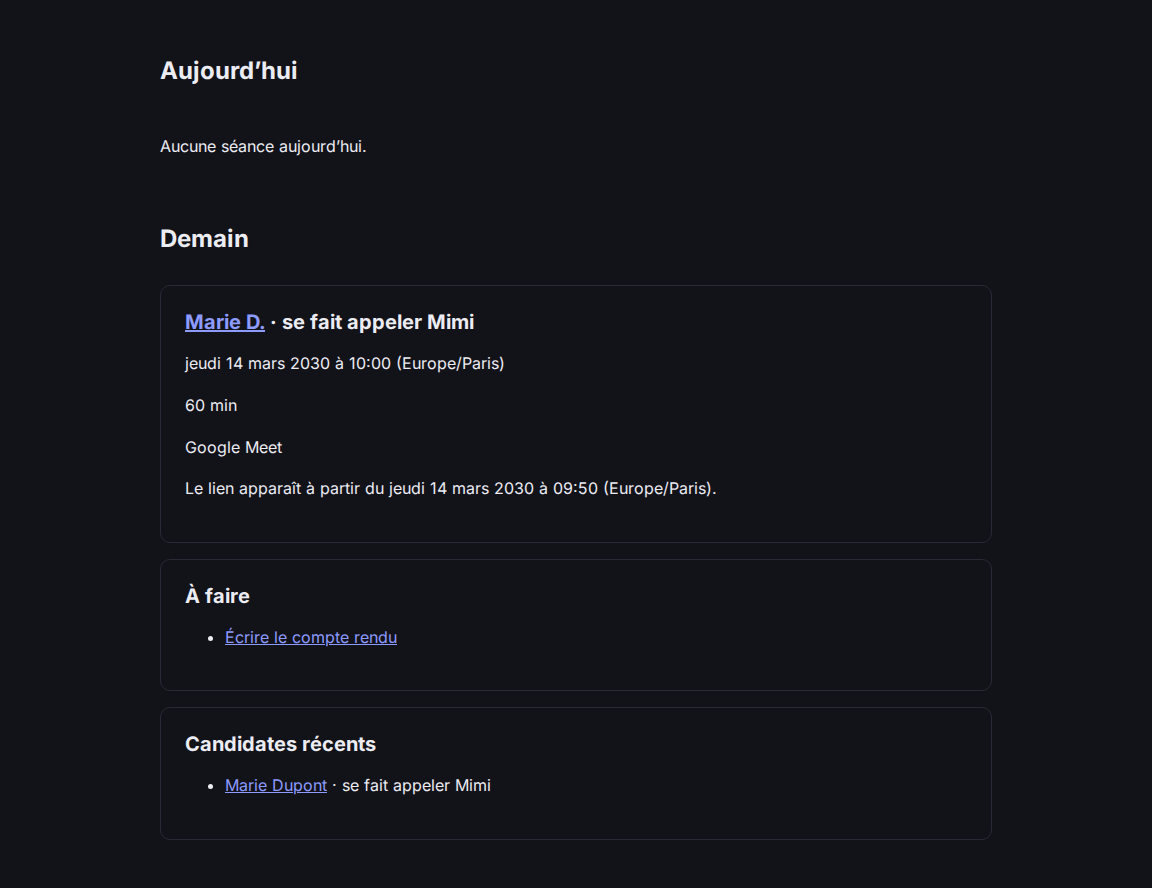 Aujourd’hui
Aucune séance aujourd’hui.
Demain
Marie D. · se fait appeler Mimi
jeudi 14 mars 2030 à 10:00 (Europe/Paris)
60 min
Google Meet
Le lien apparaît à partir du jeudi 14 mars 2030 à 09:50 (Europe/Paris).
À faire
Écrire le compte rendu
Candidates récents
Marie Dupont · se fait appeler Mimi